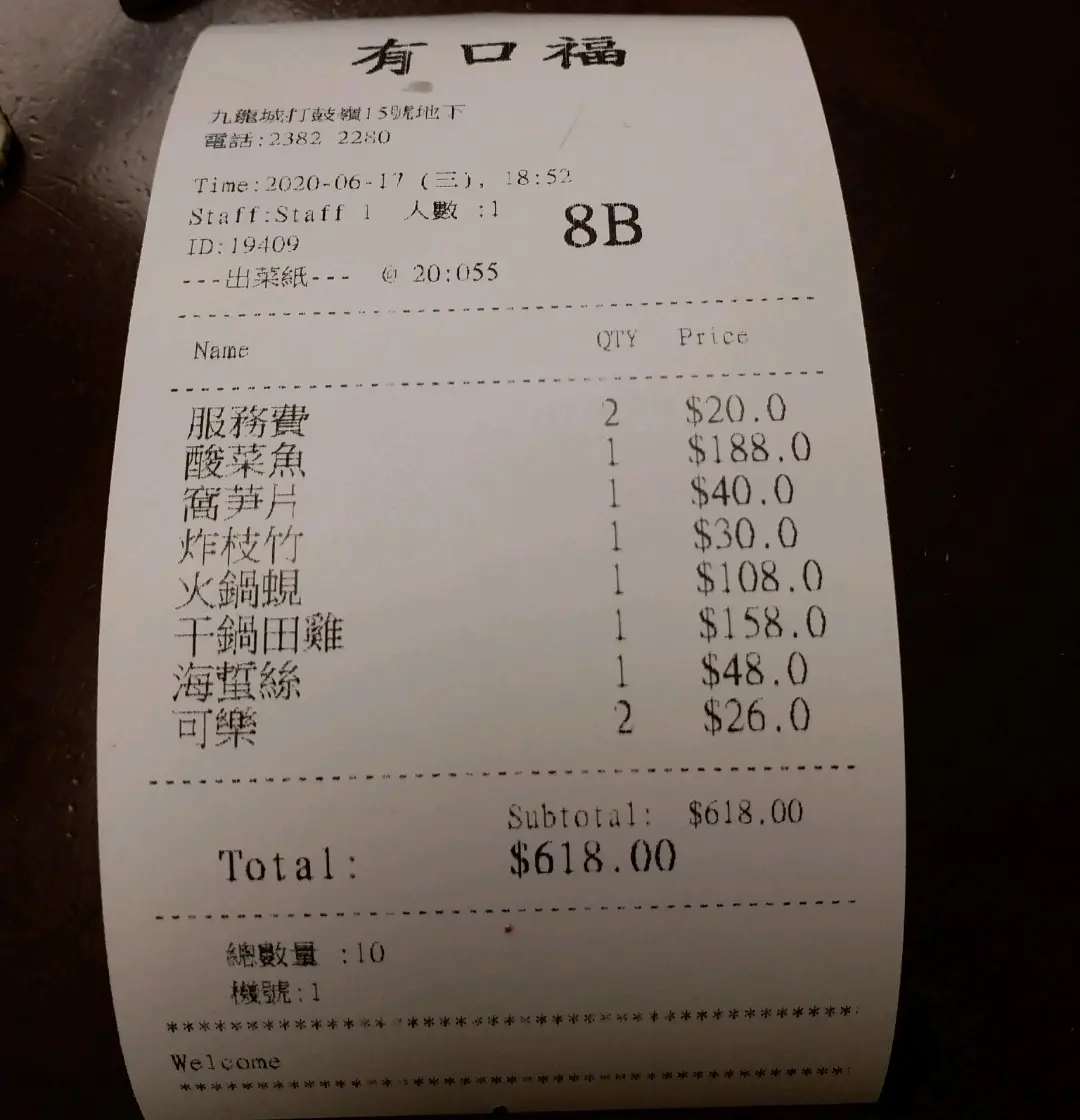 有口福
九龍城打鼓嶺15號地下
電話:2382 2280
Time:2020-06-17 (三), 18:52
Staff:Staff 1 人數 :1
8B
ID:19409
---出菜紙--- @ 20:055
Name QTY Price
服務費 2 $20.0
酸菜魚 1 $188.0
窩芛片 1 $40.0
炸枝竹 1 $30.0
火鍋蜆 1 $108.0
干鍋田雞 1 $158.0
海蜇絲 1 $48.0
可樂 2 $26.0
Subtotal: $618.00
Total: $618.00
總數量 :10
機號:1
Welcome